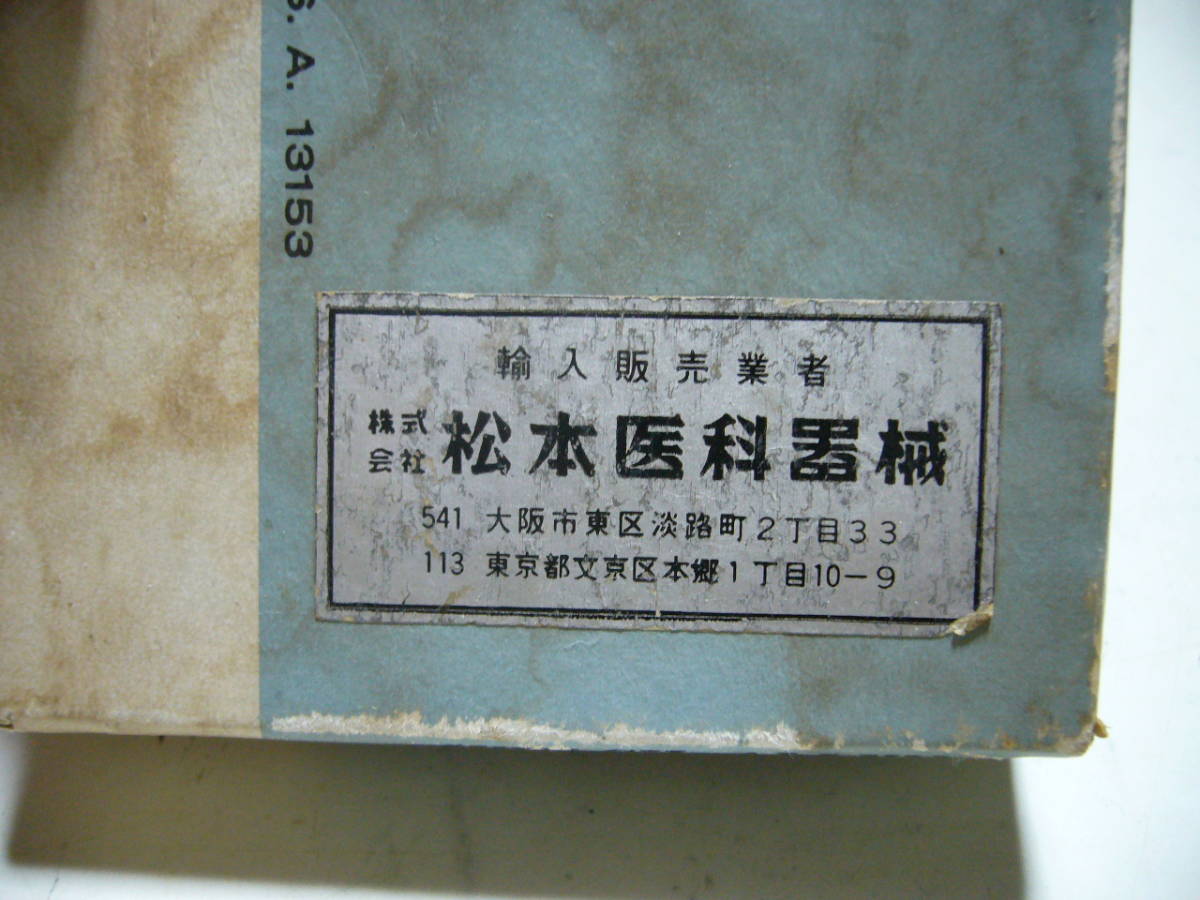 S. A. 13153
輸入販売業者
株式会社 松本医科器械
541 大阪市東区淡路町2丁目33
113 東京都文京区本郷1丁目10-9